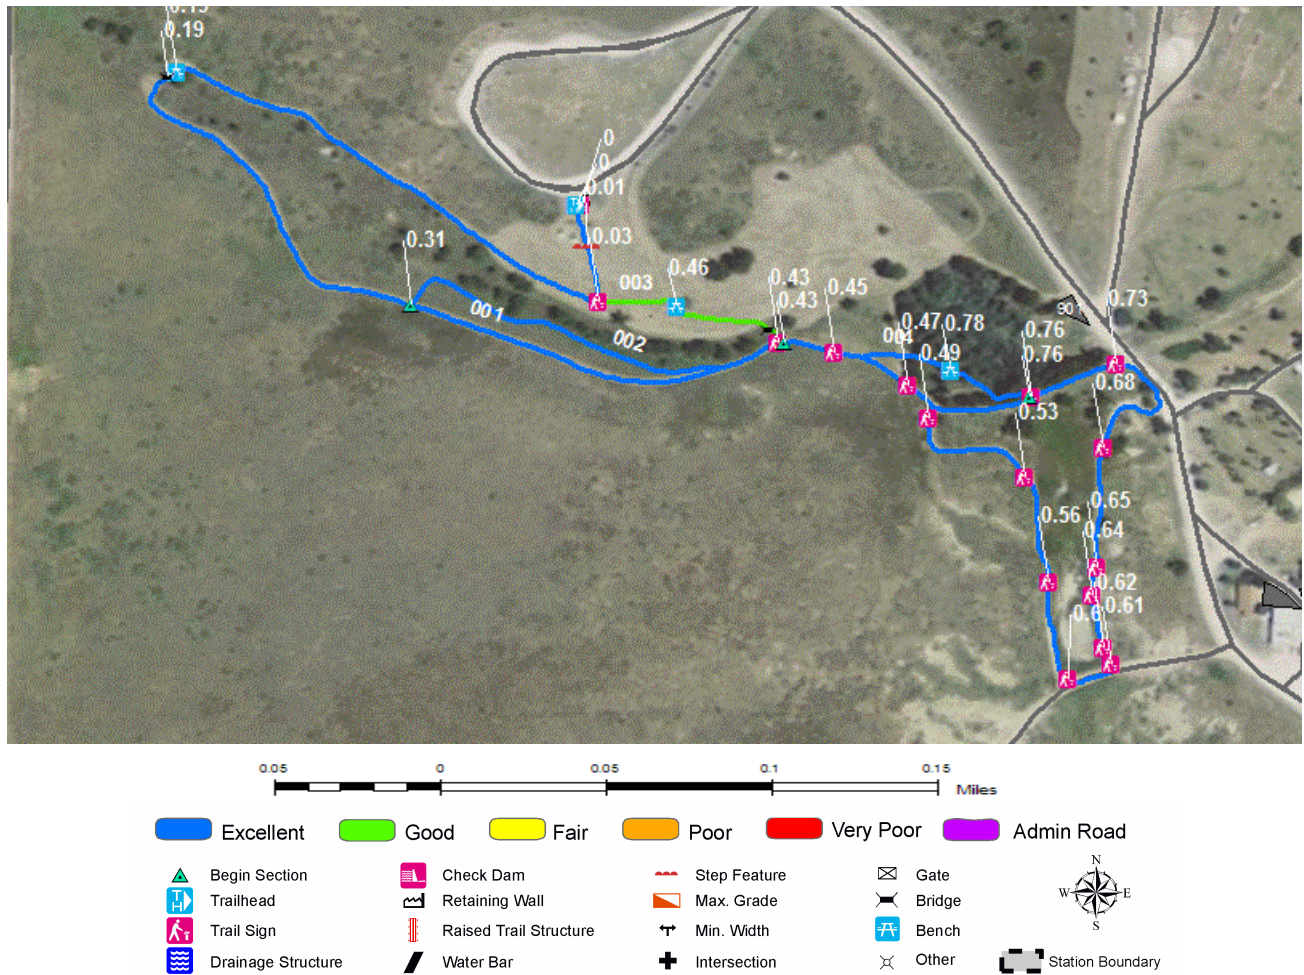 0.19
0
0
0.01
0.03
0.31
001
002
003
0.46
0.43
0.43
0.45
0.47
0.78
0.49
0.76
0.76
0.73
0.68
0.53
0.56
0.65
0.64
0.62
0.61
0.6
0.05 0 0.05 0.1 0.15
Miles
Excellent Good Fair Poor Very Poor Admin Road
Begin Section Check Dam Step Feature Gate
Trailhead Retaining Wall Max. Grade Bridge
Trail Sign Raised Trail Structure Min. Width Bench
Drainage Structure Water Bar Intersection Other Station Boundary
N
W E
S